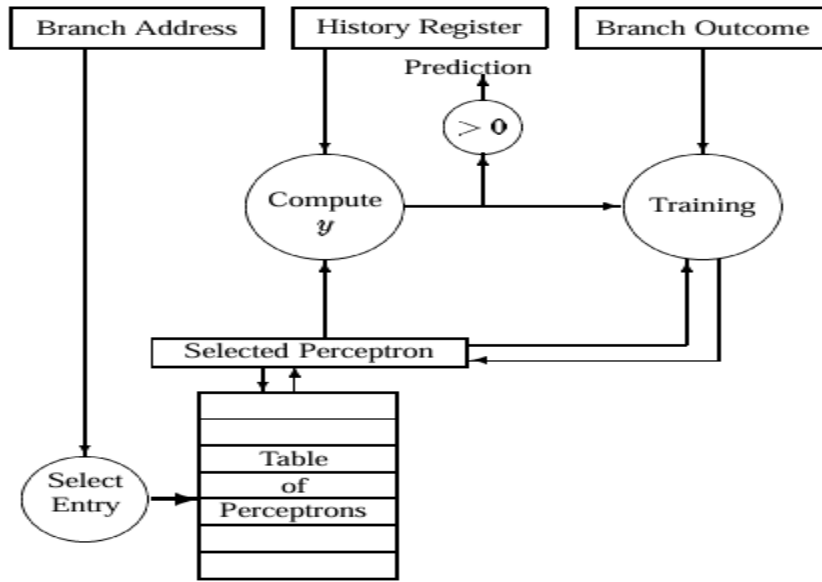 Branch Address
History Register
Branch Outcome
Prediction
> 0
Compute
y
Training
Selected Perceptron
Select
Entry
Table
of
Perceptrons